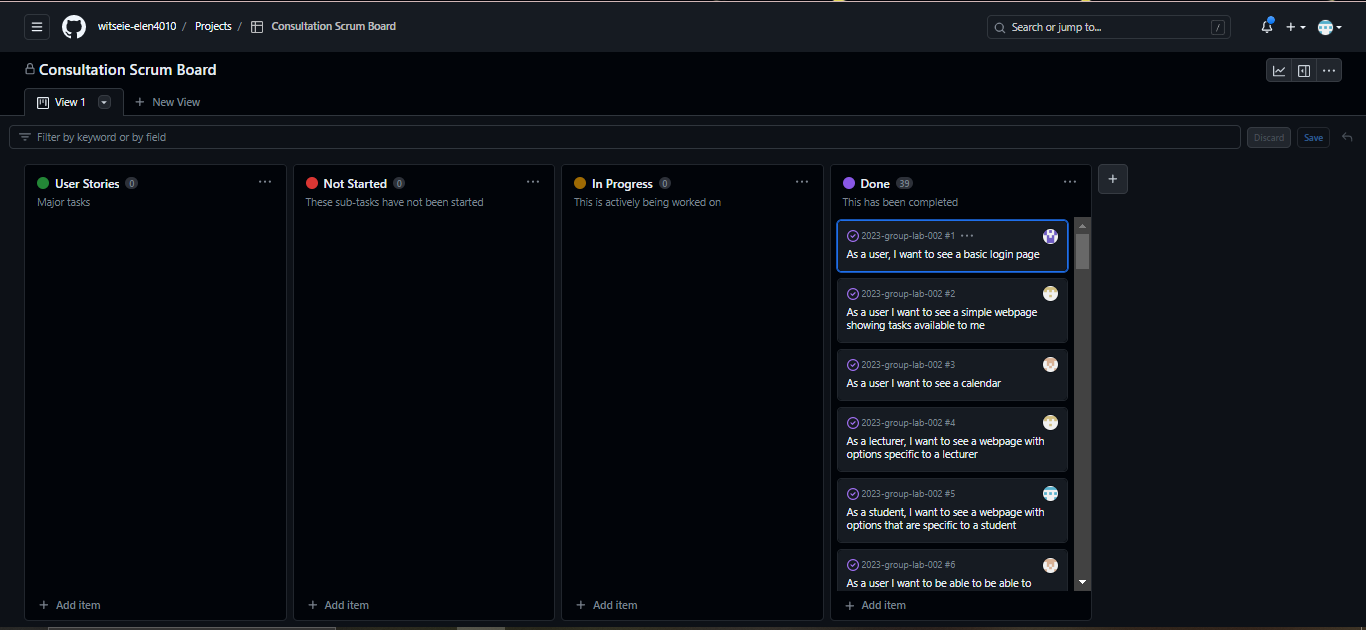 witseie-elen4010 / Projects / Consultation Scrum Board
Search or jump to... /
Consultation Scrum Board
View 1 + New View
Filter by keyword or by field
Discard Save
User Stories 0
Major tasks
+ Add item
Not Started 0
These sub-tasks have not been started
+ Add item
In Progress 0
This is actively being worked on
+ Add item
Done 39
This has been completed
2023-group-lab-002 #1 ···
As a user, I want to see a basic login page
2023-group-lab-002 #2
As a user I want to see a simple webpage
showing tasks available to me
2023-group-lab-002 #3
As a user I want to see a calendar
2023-group-lab-002 #4
As a lecturer, I want to see a webpage with
options specific to a lecturer
2023-group-lab-002 #5
As a student, I want to see a webpage with
options that are specific to a student
2023-group-lab-002 #6
As a user I want to be able to be able to
+ Add item